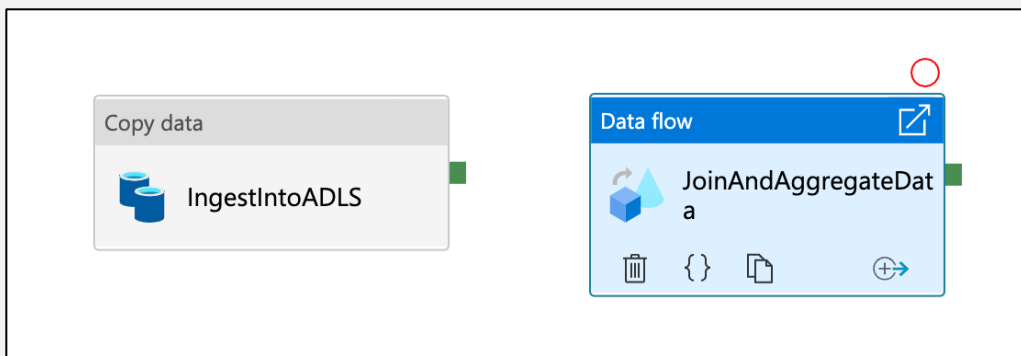 Copy data
IngestIntoADLS
Data flow
JoinAndAggregateDat
a